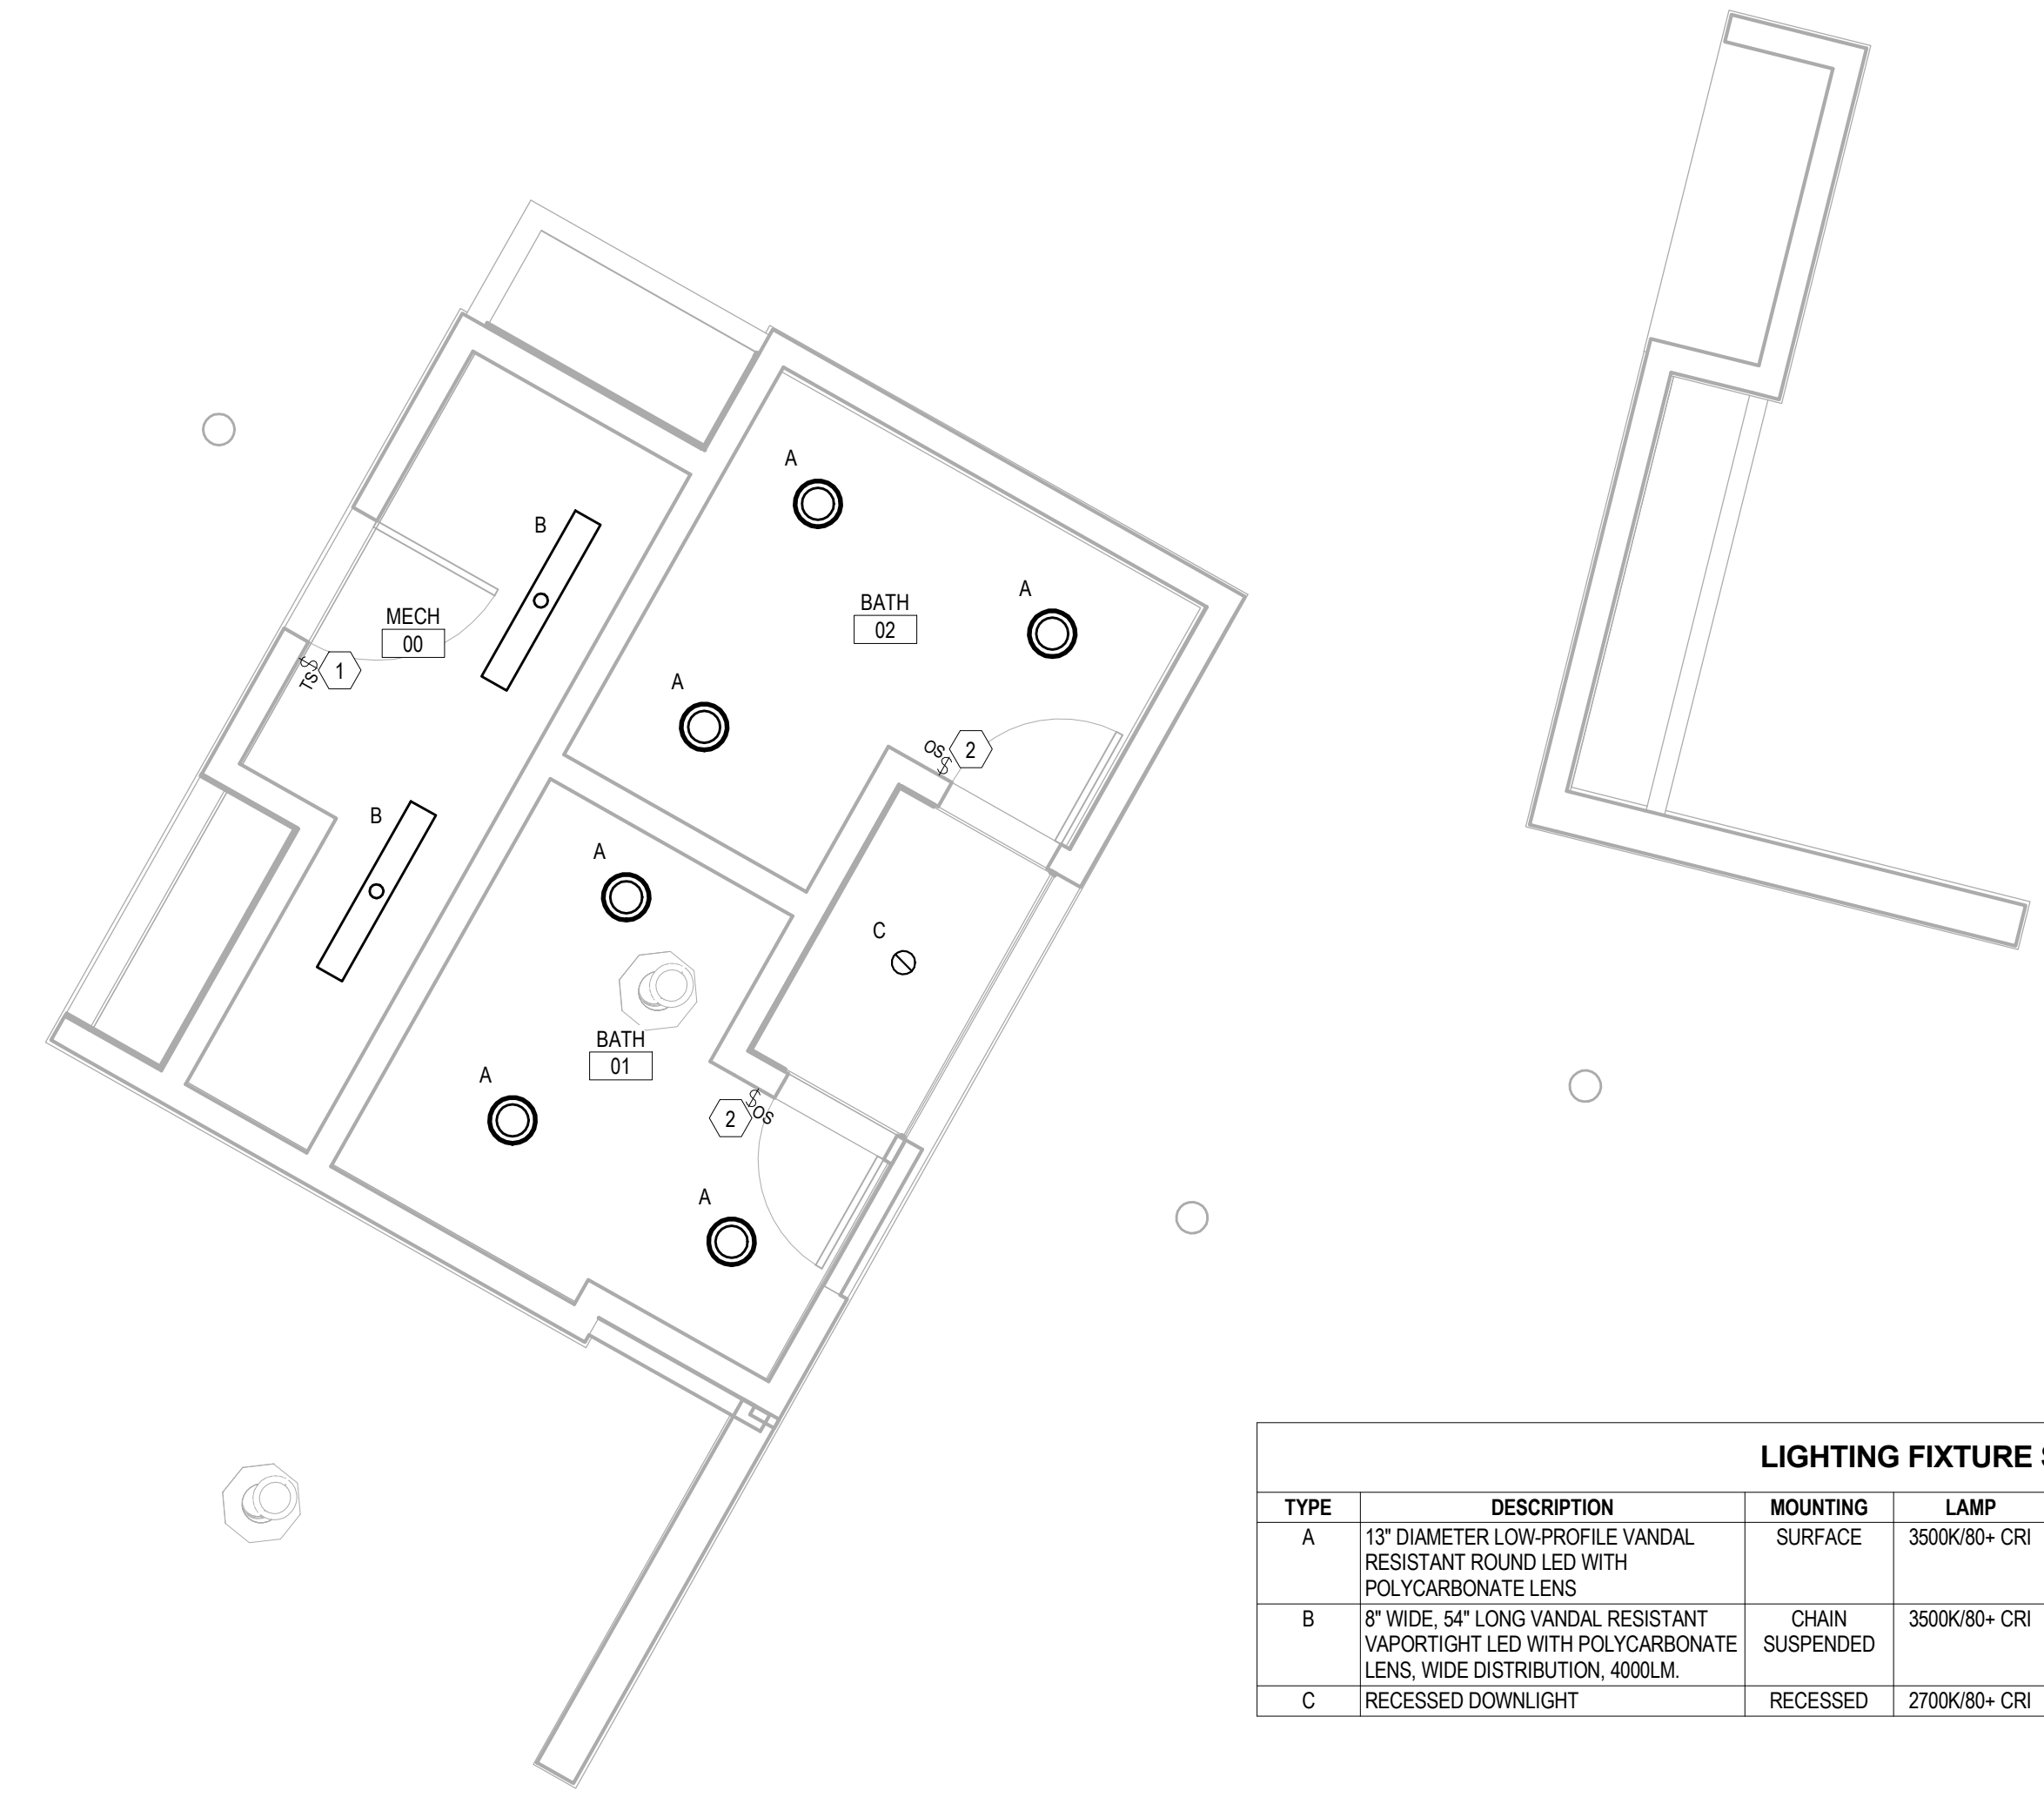 A
B
A
MECH
00
BATH
02
1
TS$
A
OS$
2
B
A
C
BATH
01
A
2
$OS
A
LIGHTING FIXTURE
TYPE DESCRIPTION MOUNTING LAMP
A 13" DIAMETER LOW-PROFILE VANDAL SURFACE 3500K/80+ CRI
RESISTANT ROUND LED WITH
POLYCARBONATE LENS
B 8" WIDE, 54" LONG VANDAL RESISTANT CHAIN 3500K/80+ CRI
VAPORTIGHT LED WITH POLYCARBONATE SUSPENDED
LENS, WIDE DISTRIBUTION, 4000LM.
C RECESSED DOWNLIGHT RECESSED 2700K/80+ CRI